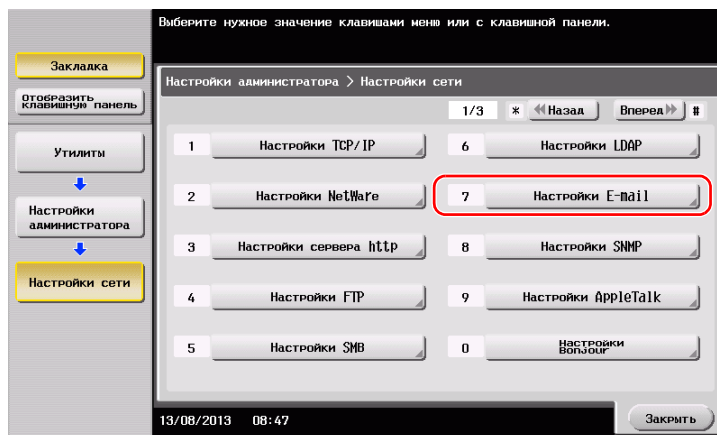 Выберите нужное значение клавишами меню или с клавишной панели.
Закладка
Отобразить
клавишную панель
Утилиты
Настройки
администратора
Настройки сети
Настройки администратора > Настройки сети
1/3 * Назад Вперед #
1 Настройки TCP/IP
6 Настройки LDAP
2 Настройки NetWare
7 Настройки E-mail
3 Настройки сервера http
8 Настройки SNMP
4 Настройки FTP
9 Настройки AppleTalk
5 Настройки SMB
0 Настройки
Bonjour
13/08/2013 08:47
Закрыть